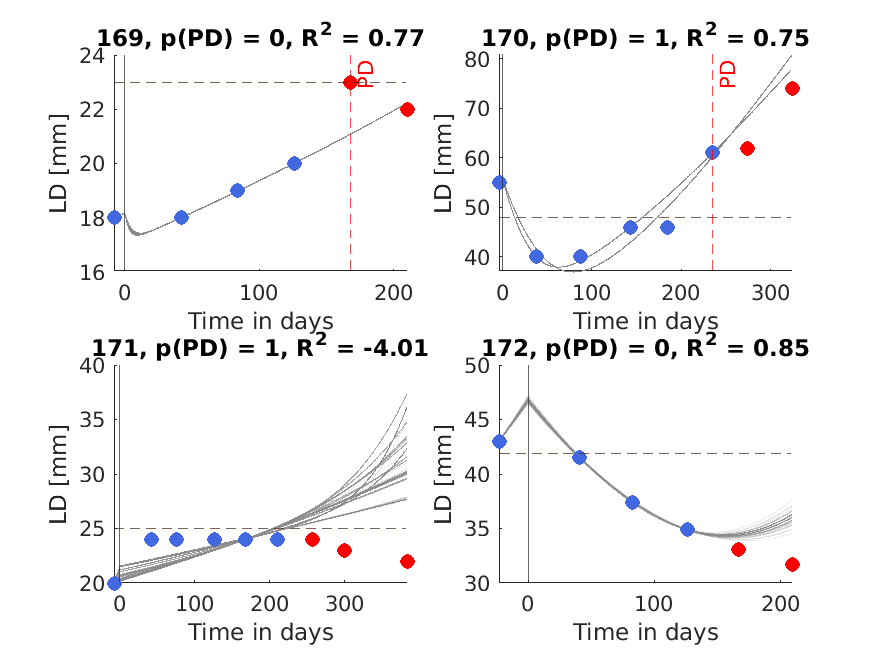 169, p(PD) = 0, R² = 0.77
24
22
20
18
16
LD [mm]
PD
0
100
200
Time in days
170, p(PD) = 1, R² = 0.75
80
70
60
50
40
LD [mm]
PD
0
100
200
300
Time in days
171, p(PD) = 1, R² = -4.01
40
35
30
25
20
LD [mm]
0
100
200
300
Time in days
172, p(PD) = 0, R² = 0.85
50
45
40
35
30
LD [mm]
0
100
200
Time in days